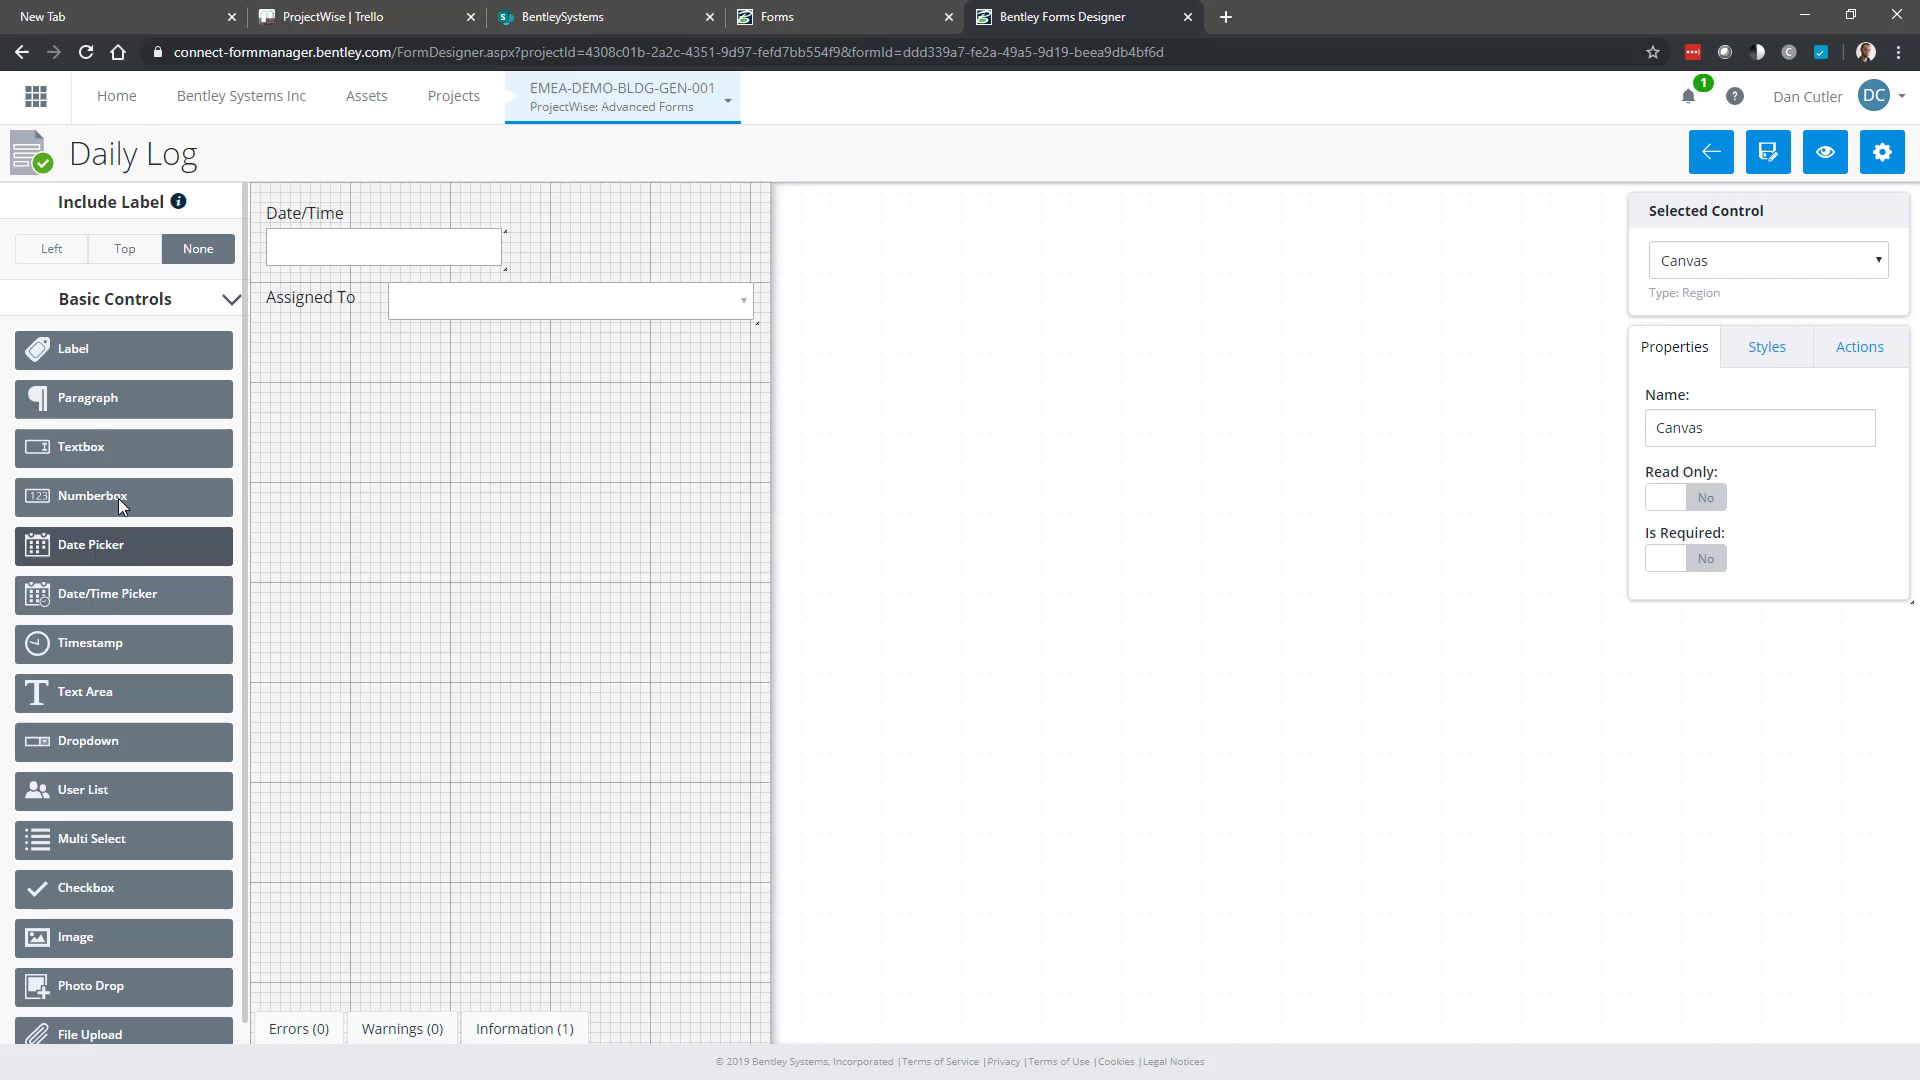 New Tab
ProjectWise | Trello
BentleySystems
Forms
Bentley Forms Designer
connect-formmanager.bentley.com/FormDesigner.aspx?projectId=4308c01b-2a2c-4351-9d97-fefd7bb554f9&formId=ddd339a7-fe2a-49a5-9d19-beea9db4bf6d
Home
Bentley Systems Inc
Assets
Projects
EMEA-DEMO-BLDG-GEN-001
ProjectWise: Advanced Forms
1
?
Dan Cutler
DC
Daily Log
Include Label i
Left
Top
None
Basic Controls
Label
Paragraph
Textbox
123 Numberbox
Date Picker
Date/Time Picker
Timestamp
T Text Area
Dropdown
User List
Multi Select
Checkbox
Image
Photo Drop
File Upload
Date/Time
Assigned To
Errors (0)
Warnings (0)
Information (1)
Selected Control
Canvas
Type: Region
Properties
Styles
Actions
Name:
Canvas
Read Only:
No
Is Required:
No
© 2019 Bentley Systems, Incorporated |Terms of Service |Privacy |Terms of Use |Cookies |Legal Notices